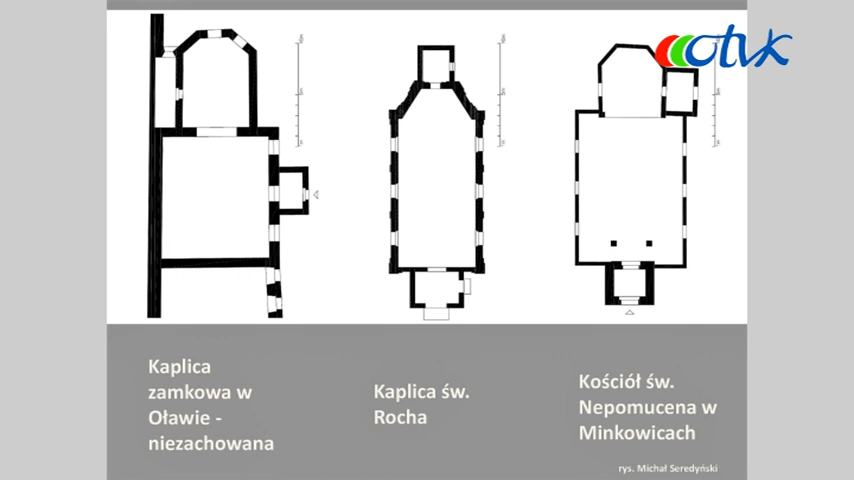 otvk
Kaplica
zamkowa w
Oławie -
niezachowana
Kaplica św.
Rocha
Kościół św.
Nepomucena w
Minkowicach
rys. Michał Seredyński